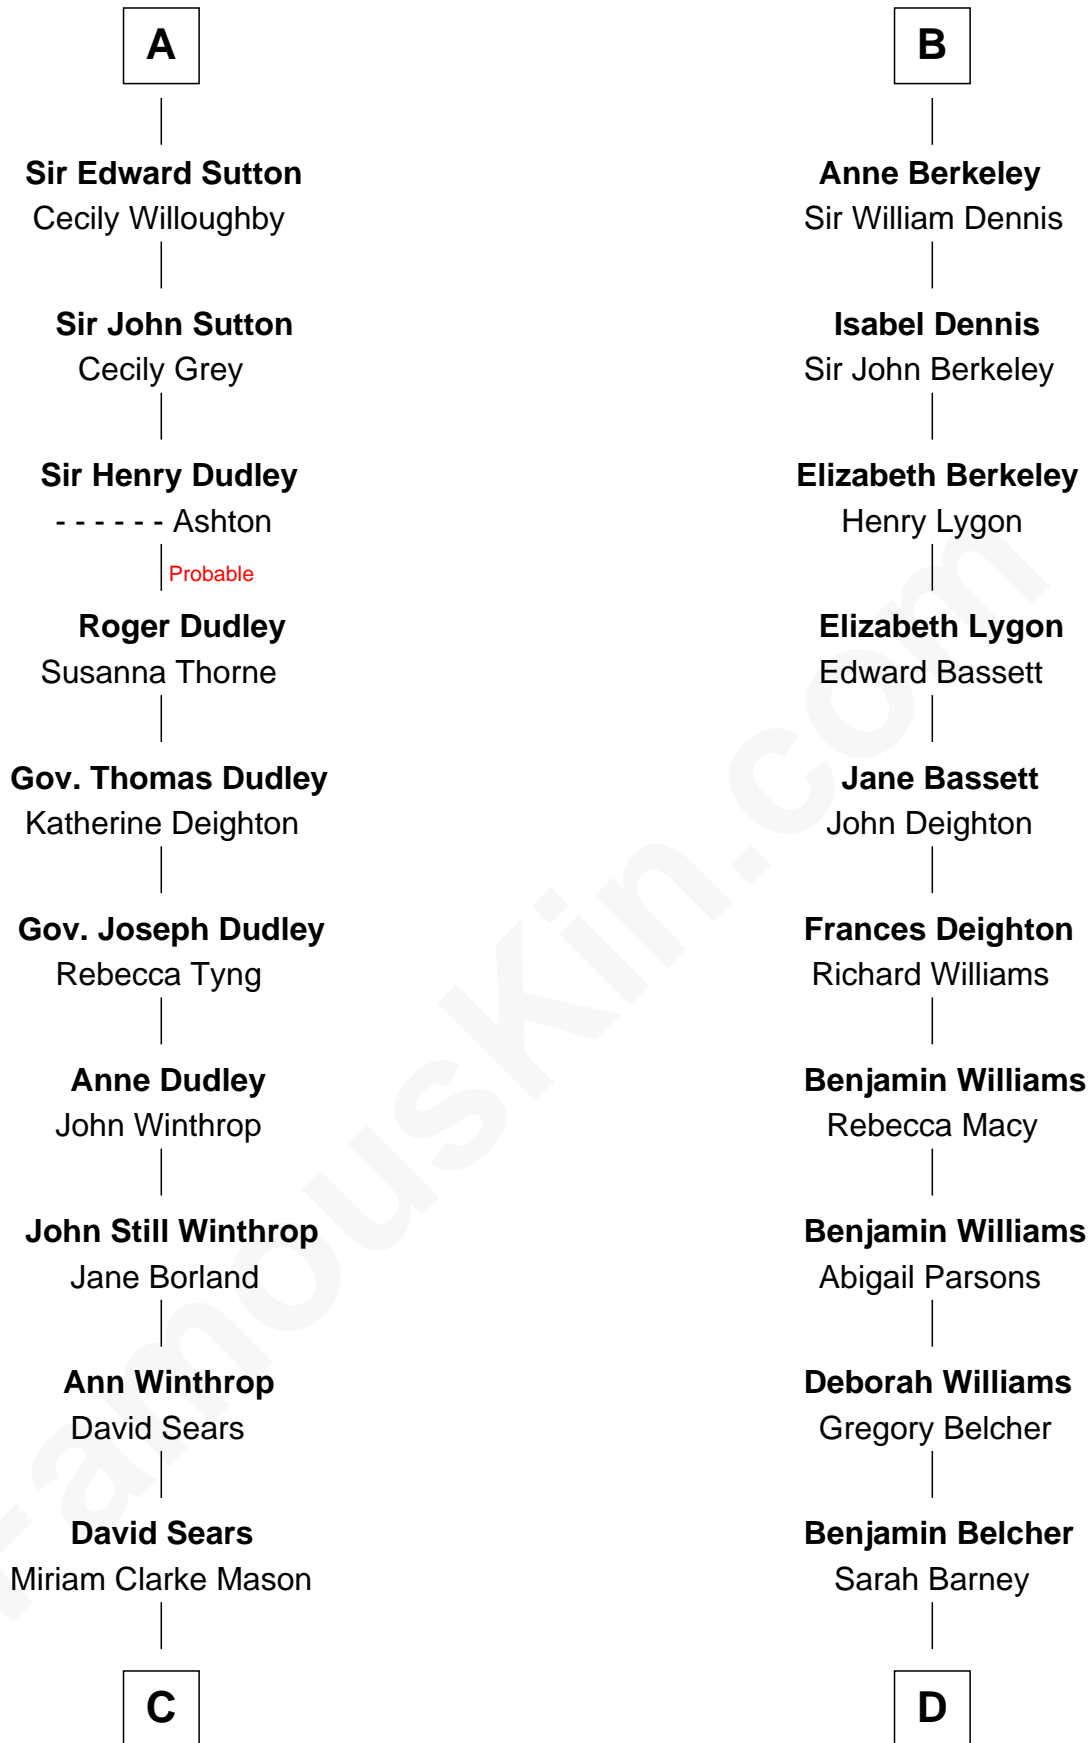 A
Sir Edward Sutton
Cecily Willoughby
Sir John Sutton
Cecily Grey
Sir Henry Dudley
- - - - - - Ashton
Probable
Roger Dudley
Susanna Thorne
Gov. Thomas Dudley
Katherine Deighton
Gov. Joseph Dudley
Rebecca Tyng
Anne Dudley
John Winthrop
John Still Winthrop
Jane Borland
Ann Winthrop
David Sears
David Sears
Miriam Clarke Mason
C
B
Anne Berkeley
Sir William Dennis
Isabel Dennis
Sir John Berkeley
Elizabeth Berkeley
Henry Lygon
Elizabeth Lygon
Edward Bassett
Jane Bassett
John Deighton
Frances Deighton
Richard Williams
Benjamin Williams
Rebecca Macy
Benjamin Williams
Abigail Parsons
Deborah Williams
Gregory Belcher
Benjamin Belcher
Sarah Barney
D
FamousKin.com